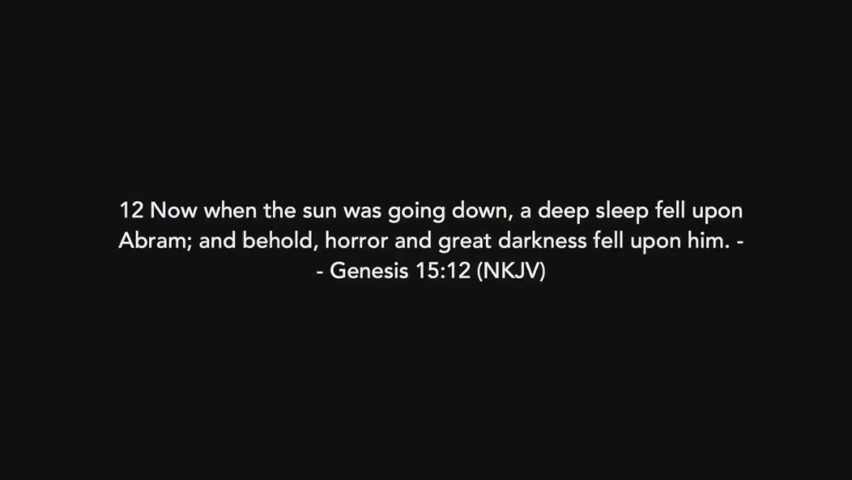 12 Now when the sun was going down, a deep sleep fell upon
Abram; and behold, horror and great darkness fell upon him. -
- Genesis 15:12 (NKJV)